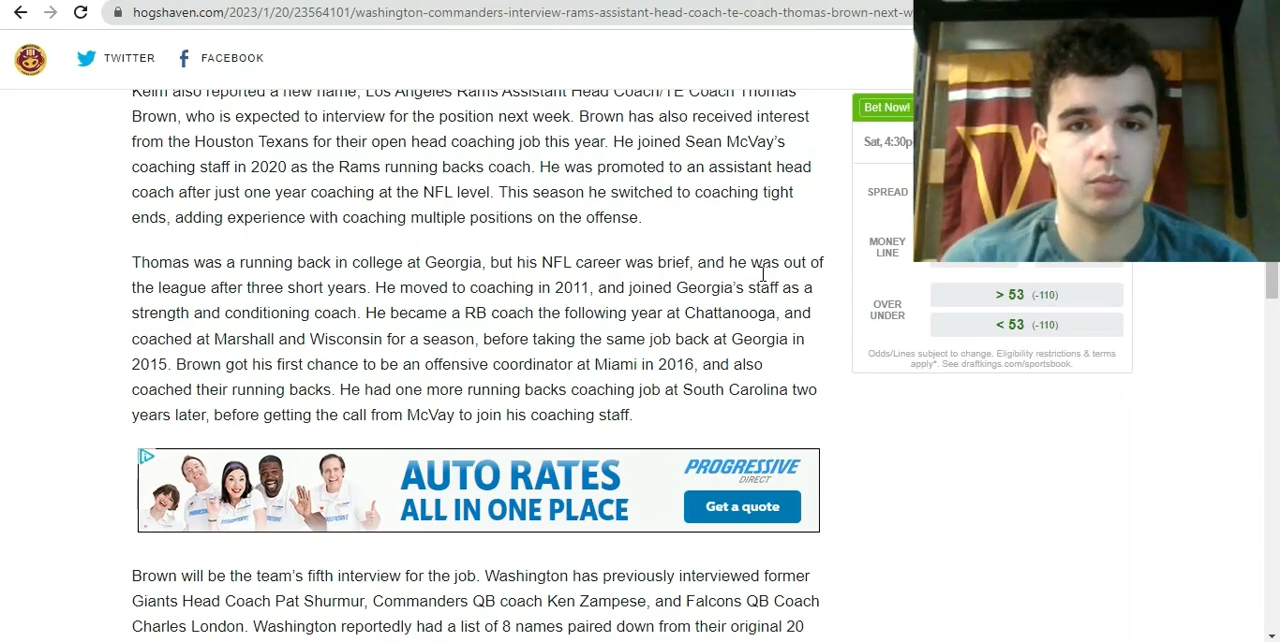 hogshaven.com/2023/1/20/23564101/washington-commanders-interview-rams-assistant-head-coach-te-coach-thomas-brown-next-w
TWITTER
FACEBOOK
Keim also reported a new name, Los Angeles Rams Assistant Head Coach/TE Coach Thomas
Brown, who is expected to interview for the position next week. Brown has also received interest
from the Houston Texans for their open head coaching job this year. He joined Sean McVay's
coaching staff in 2020 as the Rams running backs coach. He was promoted to an assistant head
coach after just one year coaching at the NFL level. This season he switched to coaching tight
ends, adding experience with coaching multiple positions on the offense.
Thomas was a running back in college at Georgia, but his NFL career was brief, and he was out of
the league after three short years. He moved to coaching in 2011, and joined Georgia's staff as a
strength and conditioning coach. He became a RB coach the following year at Chattanooga, and
coached at Marshall and Wisconsin for a season, before taking the same job back at Georgia in
2015. Brown got his first chance to be an offensive coordinator at Miami in 2016, and also
coached their running backs. He had one more running backs coaching job at South Carolina two
years later, before getting the call from McVay to join his coaching staff.
AUTO RATES
ALL IN ONE PLACE
PROGRESSIVE
DIRECT
Get a quote
Brown will be the team's fifth interview for the job. Washington has previously interviewed former
Giants Head Coach Pat Shurmur, Commanders QB coach Ken Zampese, and Falcons QB Coach
Charles London. Washington reportedly had a list of 8 names paired down from their original 20
Bet Now!
Sat, 4:30p
SPREAD
MONEY
LINE
OVER
UNDER
> 53 (-110)
< 53 (-110)
Odds/Lines subject to change. Eligibility restrictions & terms
apply*. See draftkings.com/sportsbook.